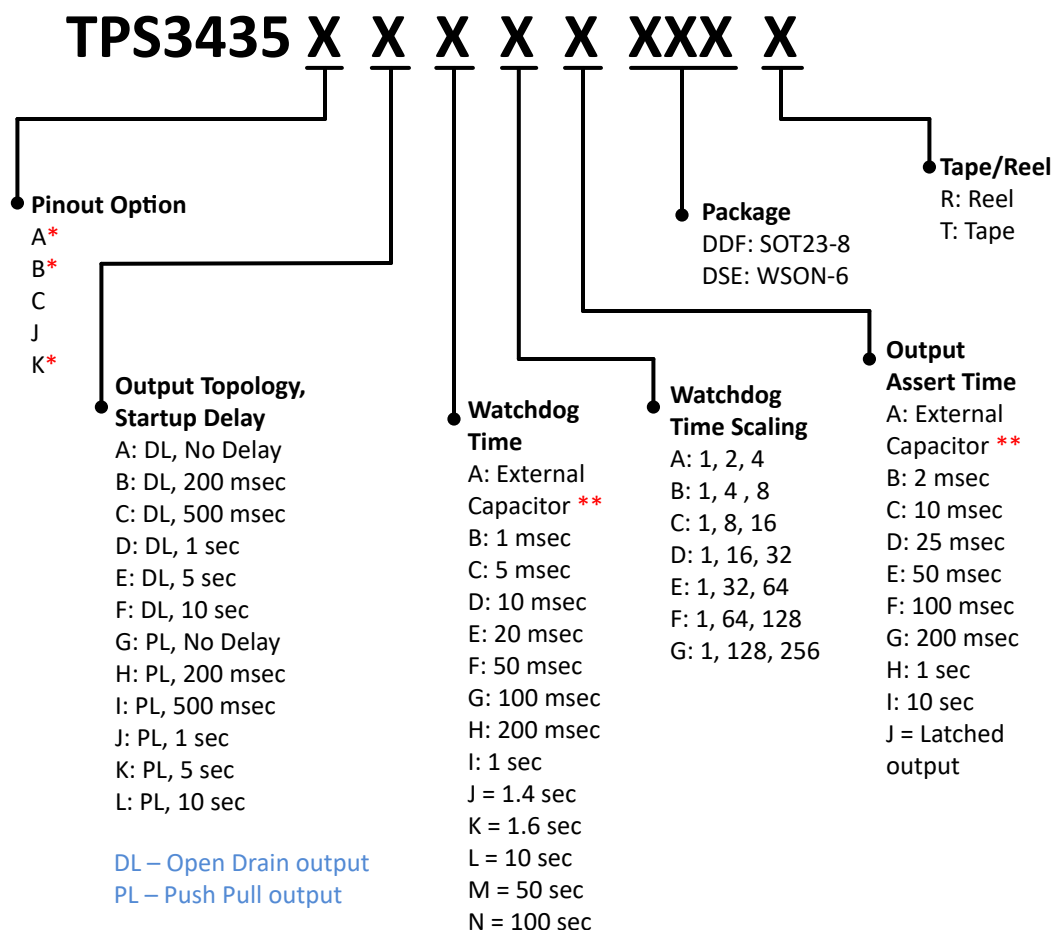 TPS3435 X X X X X XXX X
Pinout Option
A*
B*
C
J
K*
Output Topology,
Startup Delay
A: DL, No Delay
B: DL, 200 msec
C: DL, 500 msec
D: DL, 1 sec
E: DL, 5 sec
F: DL, 10 sec
G: PL, No Delay
H: PL, 200 msec
I: PL, 500 msec
J: PL, 1 sec
K: PL, 5 sec
L: PL, 10 sec
DL – Open Drain output
PL – Push Pull output
Watchdog
Time
A: External
Capacitor **
B: 1 msec
C: 5 msec
D: 10 msec
E: 20 msec
F: 50 msec
G: 100 msec
H: 200 msec
I: 1 sec
J = 1.4 sec
K = 1.6 sec
L = 10 sec
M = 50 sec
N = 100 sec
Watchdog
Time Scaling
A: 1, 2, 4
B: 1, 4 , 8
C: 1, 8, 16
D: 1, 16, 32
E: 1, 32, 64
F: 1, 64, 128
G: 1, 128, 256
Output
Assert Time
A: External
Capacitor **
B: 2 msec
C: 10 msec
D: 25 msec
E: 50 msec
F: 100 msec
G: 200 msec
H: 1 sec
I: 10 sec
J = Latched
output
Package
DDF: SOT23-8
DSE: WSON-6
Tape/Reel
R: Reel
T: Tape